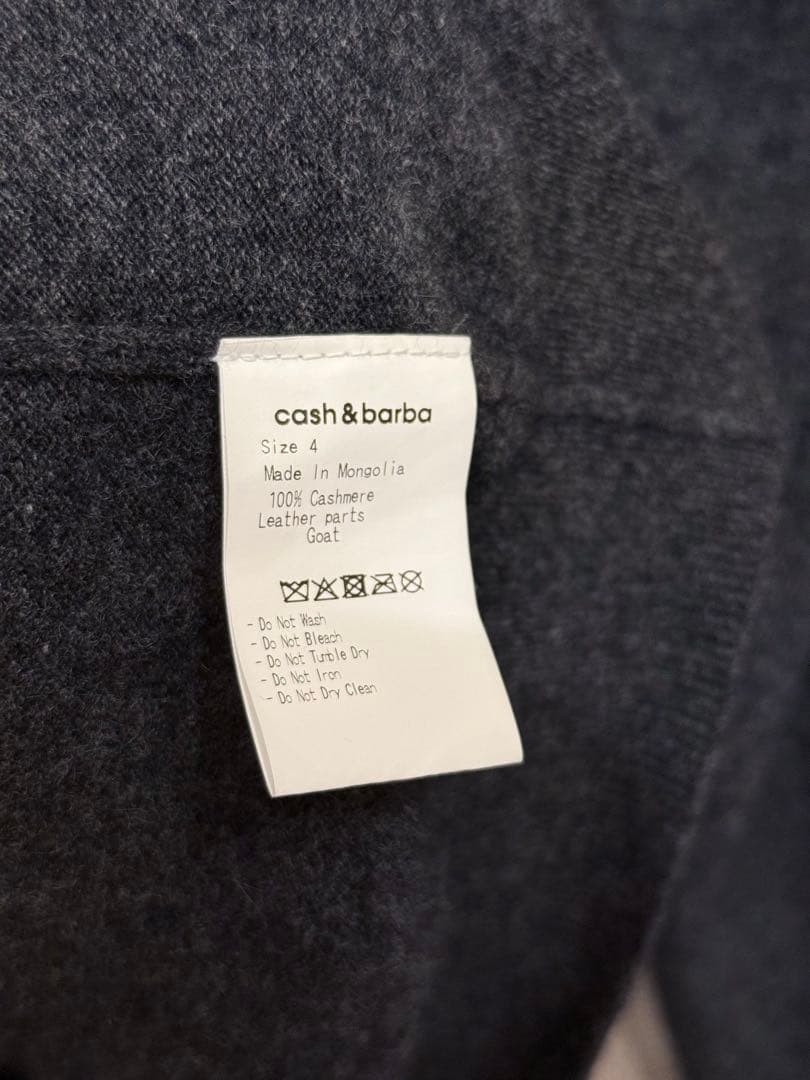 cash&barba
Size 4
Made In Mongolia
100% Cashmere
Leather parts
Goat
- Do Not Wash
- Do Not Bleach
- Do Not Tumble Dry
- Do Not Iron
- Do Not Dry Clean